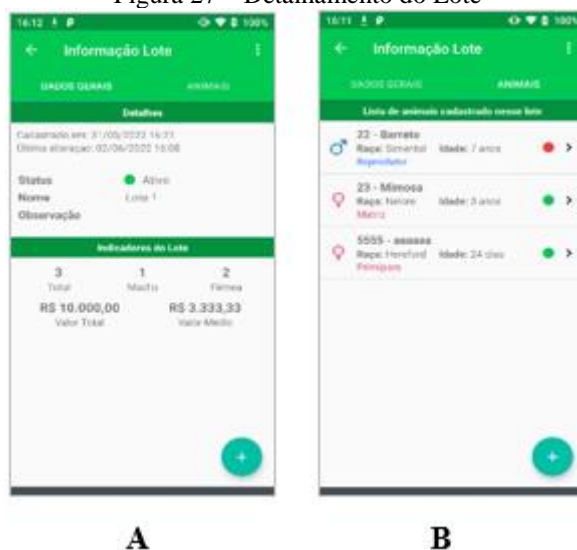 Figura 27 – Detalhamento do Lote
16:12
100%
Informação Lote
DADOS GERAIS ANIMAIS
Detalhes
Cadastrado em: 31/05/2022 16:21
Última alteração: 02/06/2022 16:08
Status Ativo
Nome Lote 1
Observação
Indicadores do Lote
3 1 2
Total Macho Fêmea
R$ 10.000,00 R$ 3.333,33
Valor Total Valor Médio
+
A
16:11
100%
Informação Lote
DADOS GERAIS ANIMAIS
Lista de animais cadastrado nesse lote
22 - Barreto
Raça: Simental Idade: 7 anos
Reprodutor
23 - Mimosa
Raça: Nelore Idade: 3 anos
Matriz
5555 - aaaaaa
Raça: Hereford Idade: 24 dias
+
B